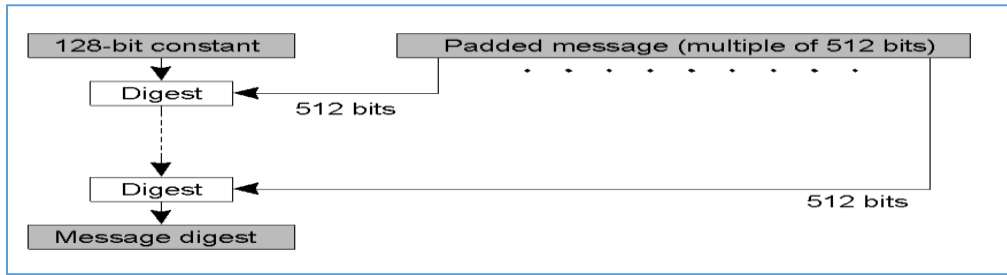 128-bit constant
Padded message (multiple of 512 bits)
Digest
512 bits
Digest
512 bits
Message digest